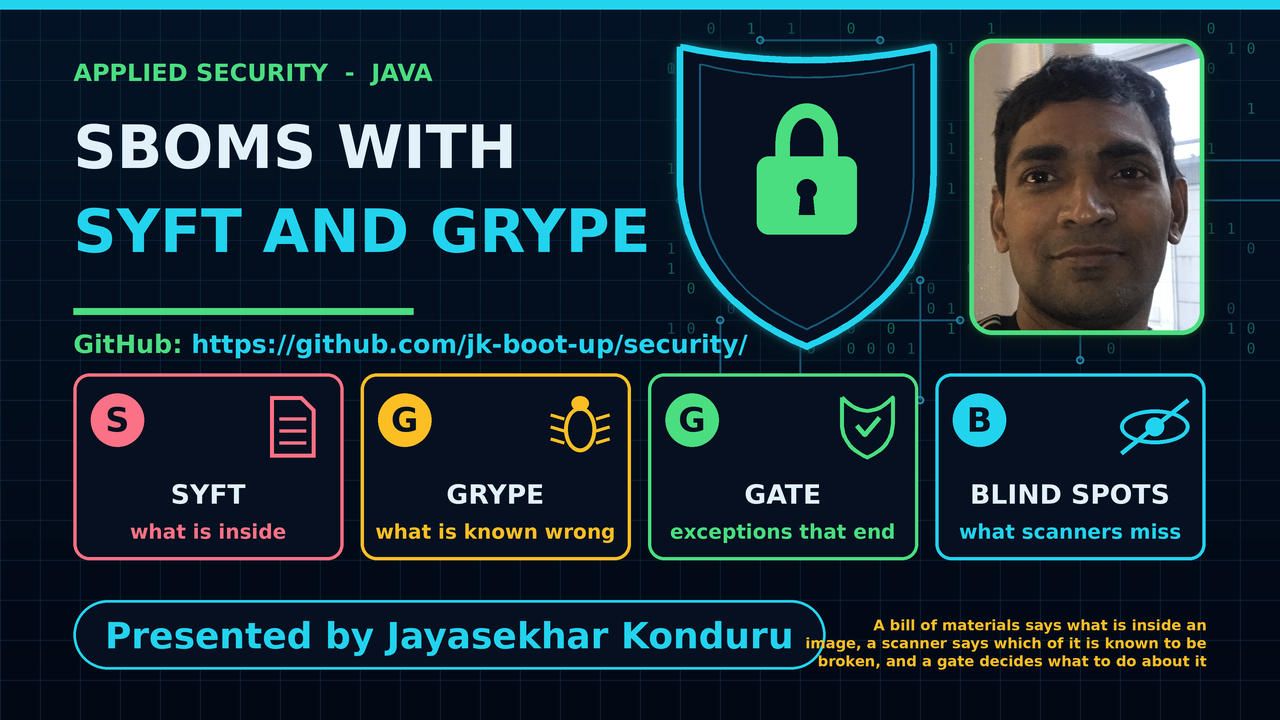 APPLIED SECURITY - JAVA
SBOMS WITH
SYFT AND GRYPE
GitHub: https://github.com/jk-boot-up/security/
S
SYFT
what is inside
G
GRYPE
what is known wrong
G
GATE
exceptions that end
B
BLIND SPOTS
what scanners miss
Presented by Jayasekhar Konduru
A bill of materials says what is inside an
image, a scanner says which of it is known to be
broken, and a gate decides what to do about it